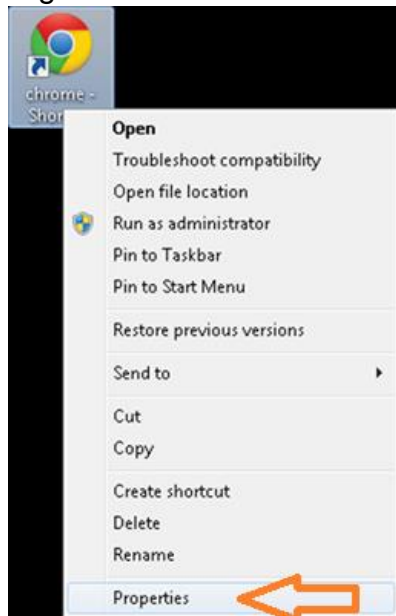 chrome -
Shor
Open
Troubleshoot compatibility
Open file location
Run as administrator
Pin to Taskbar
Pin to Start Menu
Restore previous versions
Send to
Cut
Copy
Create shortcut
Delete
Rename
Properties